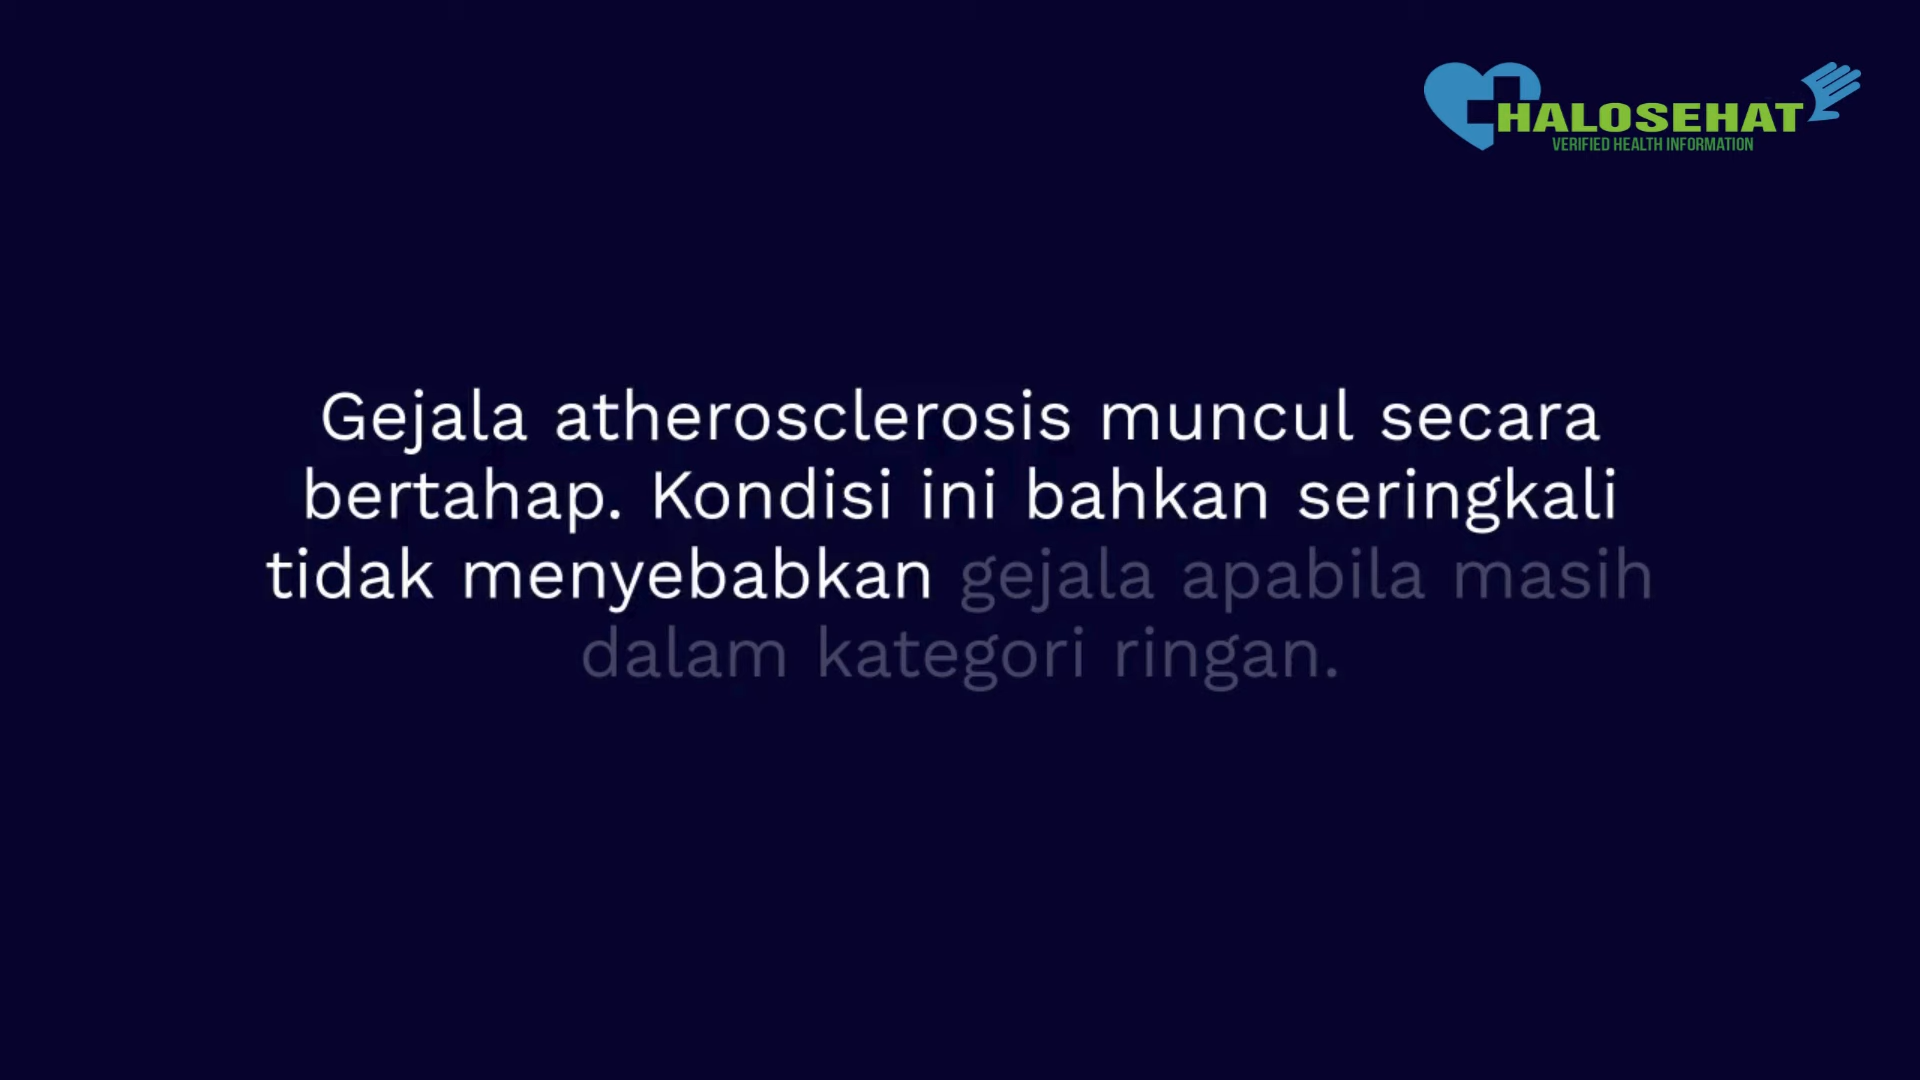 HALOSEHAT
VERIFIED HEALTH INFORMATION
Gejala atherosclerosis muncul secara
bertahap. Kondisi ini bahkan seringkali
tidak menyebabkan gejala apabila masih
dalam kategori ringan.